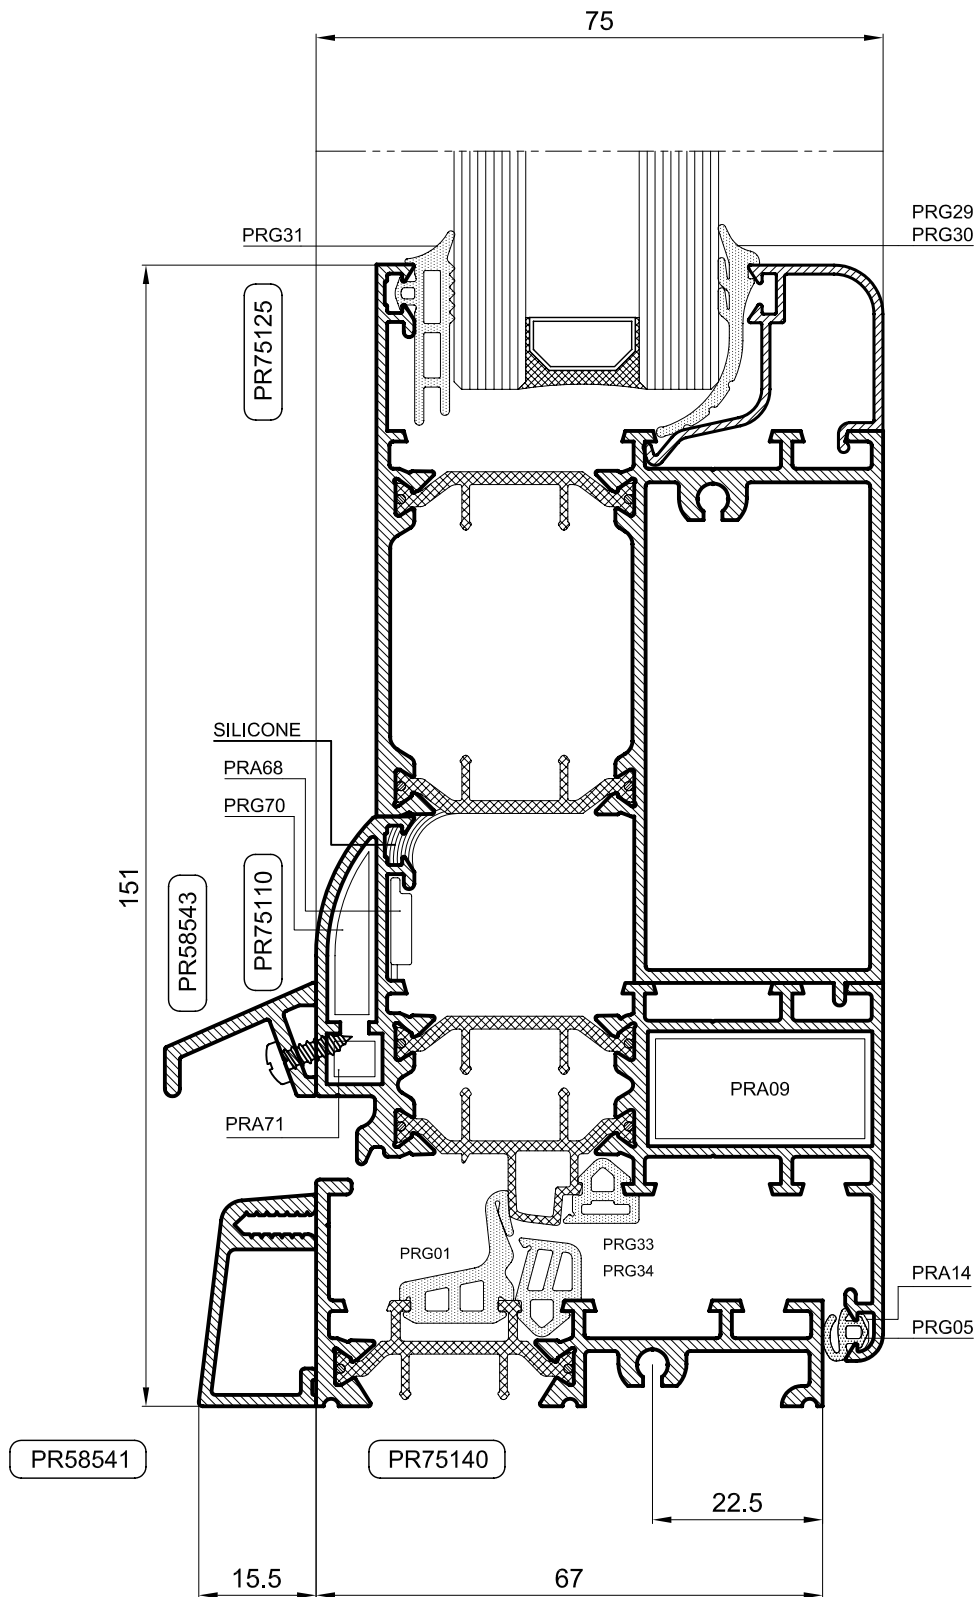 75
PRG31
PRG29
PRG30
PR75125
SILICONE
PRA68
PRG70
151
PR58543
PR75110
PRA09
PRA71
PRG01
PRG33
PRG34
PRA14
PRG05
PR58541
PR75140
22.5
15.5
67